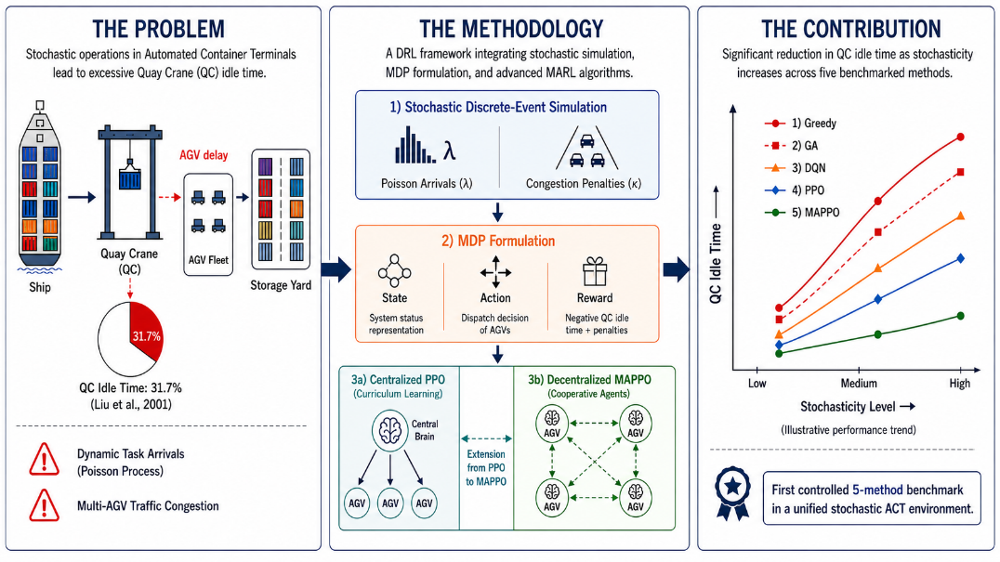 THE PROBLEM
Stochastic operations in Automated Container Terminals
lead to excessive Quay Crane (QC) idle time.
AGV delay
Ship
Quay Crane
(QC)
AGV Fleet
Storage Yard
31.7%
QC Idle Time: 31.7%
(Liu et al., 2001)
Dynamic Task Arrivals
(Poisson Process)
Multi-AGV Traffic Congestion
THE METHODOLOGY
A DRL framework integrating stochastic simulation,
MDP formulation, and advanced MARL algorithms.
1) Stochastic Discrete-Event Simulation
λ
Poisson Arrivals (λ)
Congestion Penalties (κ)
2) MDP Formulation
State
System status
representation
Action
Dispatch decision
of AGVs
Reward
Negative QC idle
time + penalties
3a) Centralized PPO
(Curriculum Learning)
Central
Brain
AGV AGV AGV
Extension
from PPO
to MAPPO
3b) Decentralized MAPPO
(Cooperative Agents)
AGV AGV
AGV AGV
THE CONTRIBUTION
Significant reduction in QC idle time as stochasticity
increases across five benchmarked methods.
1) Greedy
2) GA
3) DQN
4) PPO
5) MAPPO
QC Idle Time
Low Medium High
Stochasticity Level
(Illustrative performance trend)
First controlled 5-method benchmark
in a unified stochastic ACT environment.